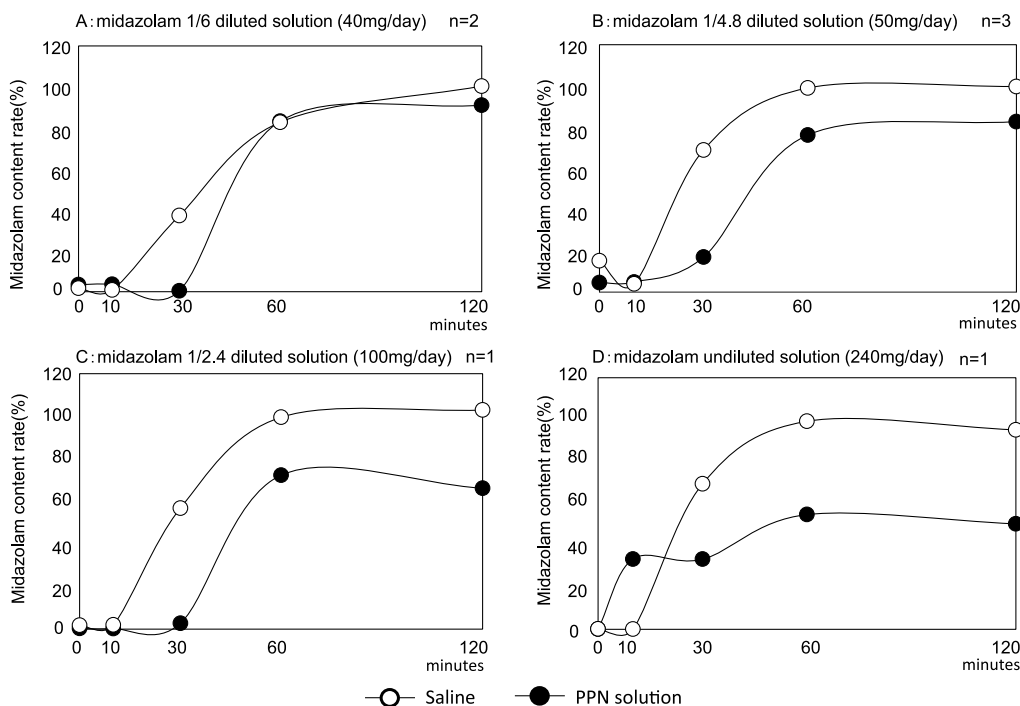 A:midazolam 1/6 diluted solution (40mg/day) n=2
120
100
80
60
40
20
0
Midazolam content rate(%)
0 10 30 60 120
minutes
B:midazolam 1/4.8 diluted solution (50mg/day) n=3
120
100
80
60
40
20
0
Midazolam content rate(%)
0 10 30 60 120
minutes
C:midazolam 1/2.4 diluted solution (100mg/day) n=1
120
100
80
60
40
20
0
Midazolam content rate(%)
0 10 30 60 120
minutes
D:midazolam undiluted solution (240mg/day) n=1
120
100
80
60
40
20
0
Midazolam content rate(%)
0 10 30 60 120
minutes
Saline PPN solution